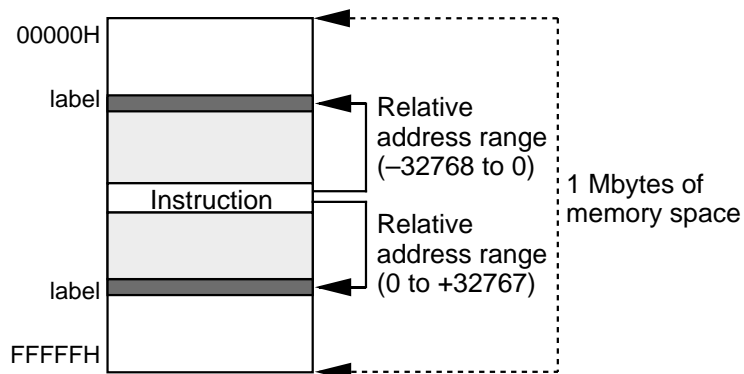 00000H
label
Relative
address range
(–32768 to 0)
Instruction
1 Mbytes of
memory space
Relative
address range
(0 to +32767)
label
FFFFFH